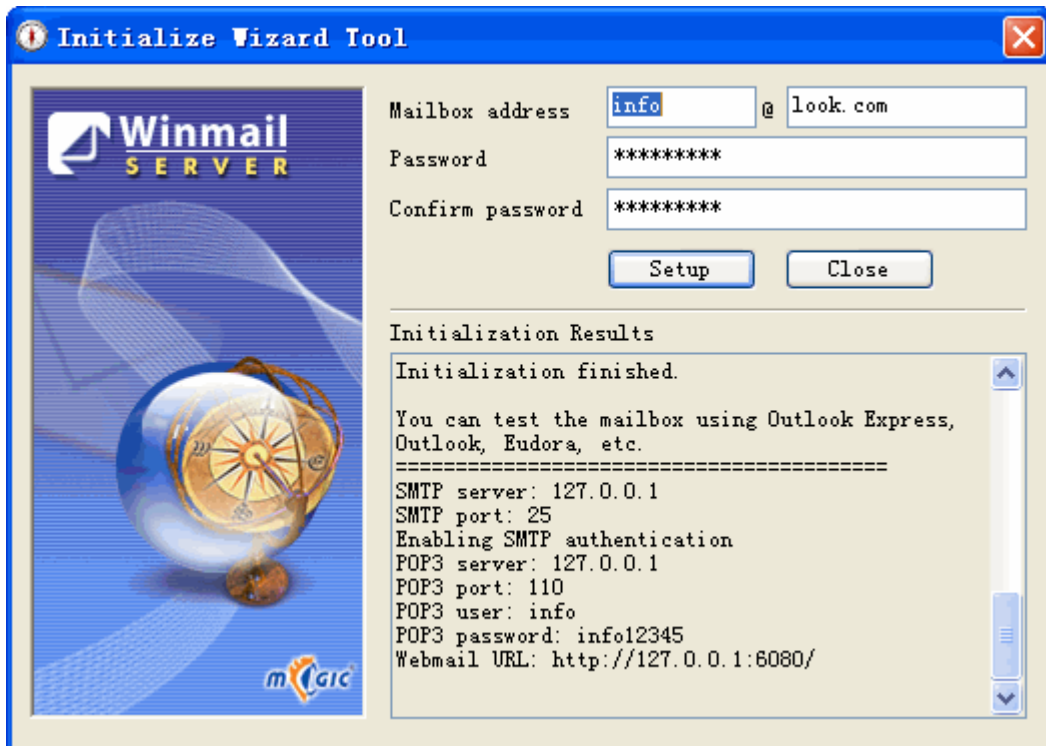 Initialize Wizard Tool
Winmail
SERVER
Mailbox address info @ look.com
Password *********
Confirm password *********
Setup Close
Initialization Results
Initialization finished.
You can test the mailbox using Outlook Express,
Outlook, Eudora, etc.
=========================================
SMTP server: 127.0.0.1
SMTP port: 25
Enabling SMTP authentication
POP3 server: 127.0.0.1
POP3 port: 110
POP3 user: info
POP3 password: info12345
Webmail URL: http://127.0.0.1:6080/